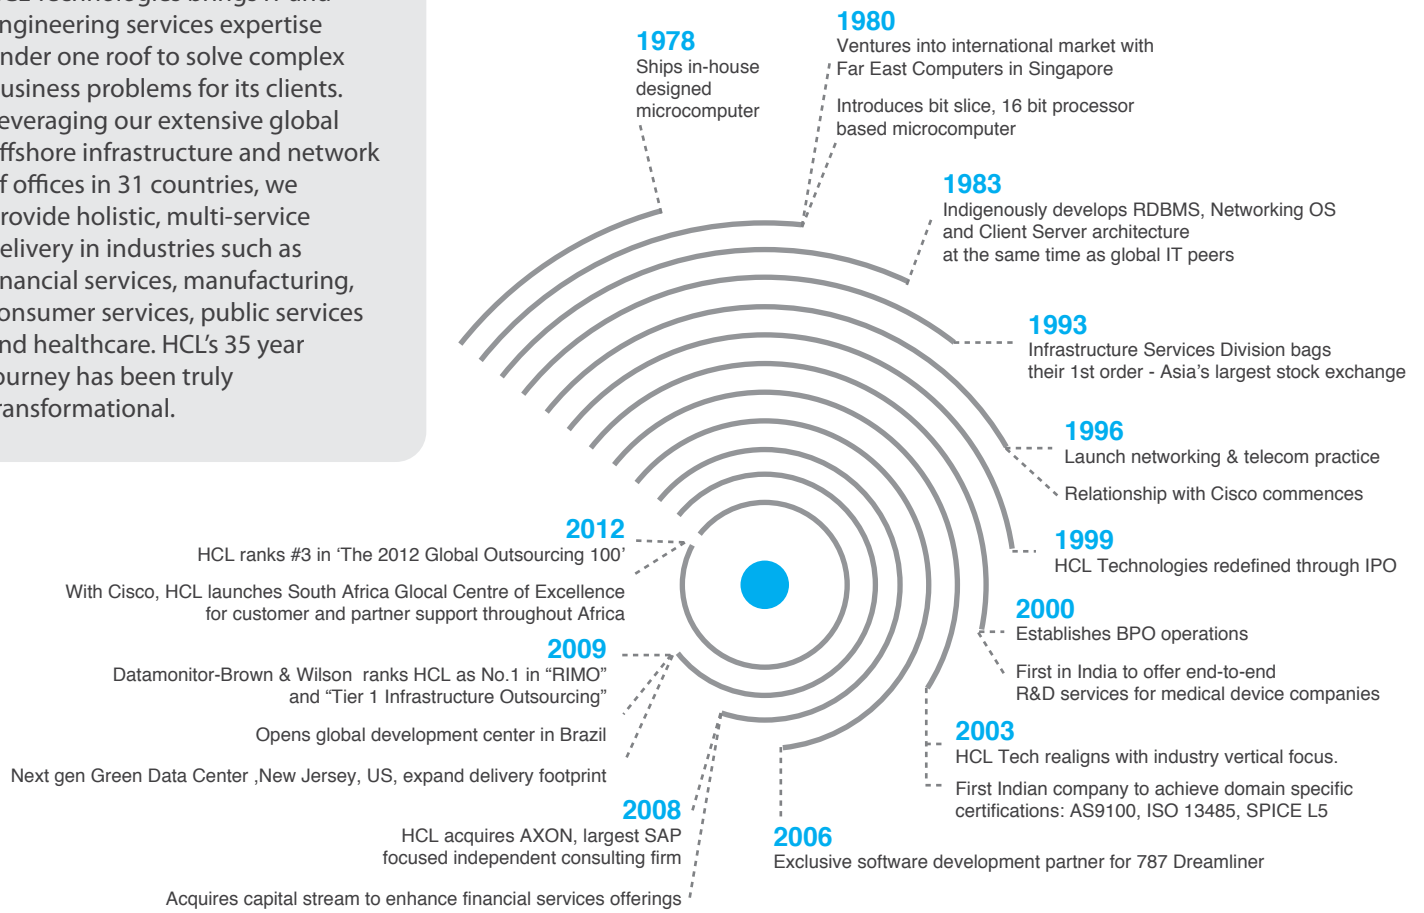 Technologies brings IT and
ngineering services expertise
nder one roof to solve complex
usiness problems for its clients.
everaging our extensive global
ffshore infrastructure and network
f offices in 31 countries, we
rovide holistic, multi-service
elivery in industries such as
nancial services, manufacturing,
onsumer services, public services
nd healthcare. HCL's 35 year
ourney has been truly
ransformational.
1978
Ships in-house
designed
microcomputer
1980
Ventures into international market with
Far East Computers in Singapore
Introduces bit slice, 16 bit processor
based microcomputer
1983
Indigenously develops RDBMS, Networking OS
and Client Server architecture
at the same time as global IT peers
1993
Infrastructure Services Division bags
their 1st order - Asia's largest stock exchange
1996
Launch networking & telecom practice
Relationship with Cisco commences
1999
HCL Technologies redefined through IPO
2000
Establishes BPO operations
First in India to offer end-to-end
R&D services for medical device companies
2003
HCL Tech realigns with industry vertical focus.
First Indian company to achieve domain specific
certifications: AS9100, ISO 13485, SPICE L5
2006
Exclusive software development partner for 787 Dreamliner
2008
HCL acquires AXON, largest SAP
focused independent consulting firm
Acquires capital stream to enhance financial services offerings
2009
Datamonitor-Brown & Wilson ranks HCL as No.1 in “RIMO”
and “Tier 1 Infrastructure Outsourcing”
Opens global development center in Brazil
Next gen Green Data Center ,New Jersey, US, expand delivery footprint
2012
HCL ranks #3 in ‘The 2012 Global Outsourcing 100’
With Cisco, HCL launches South Africa Glocal Centre of Excellence
for customer and partner support throughout Africa